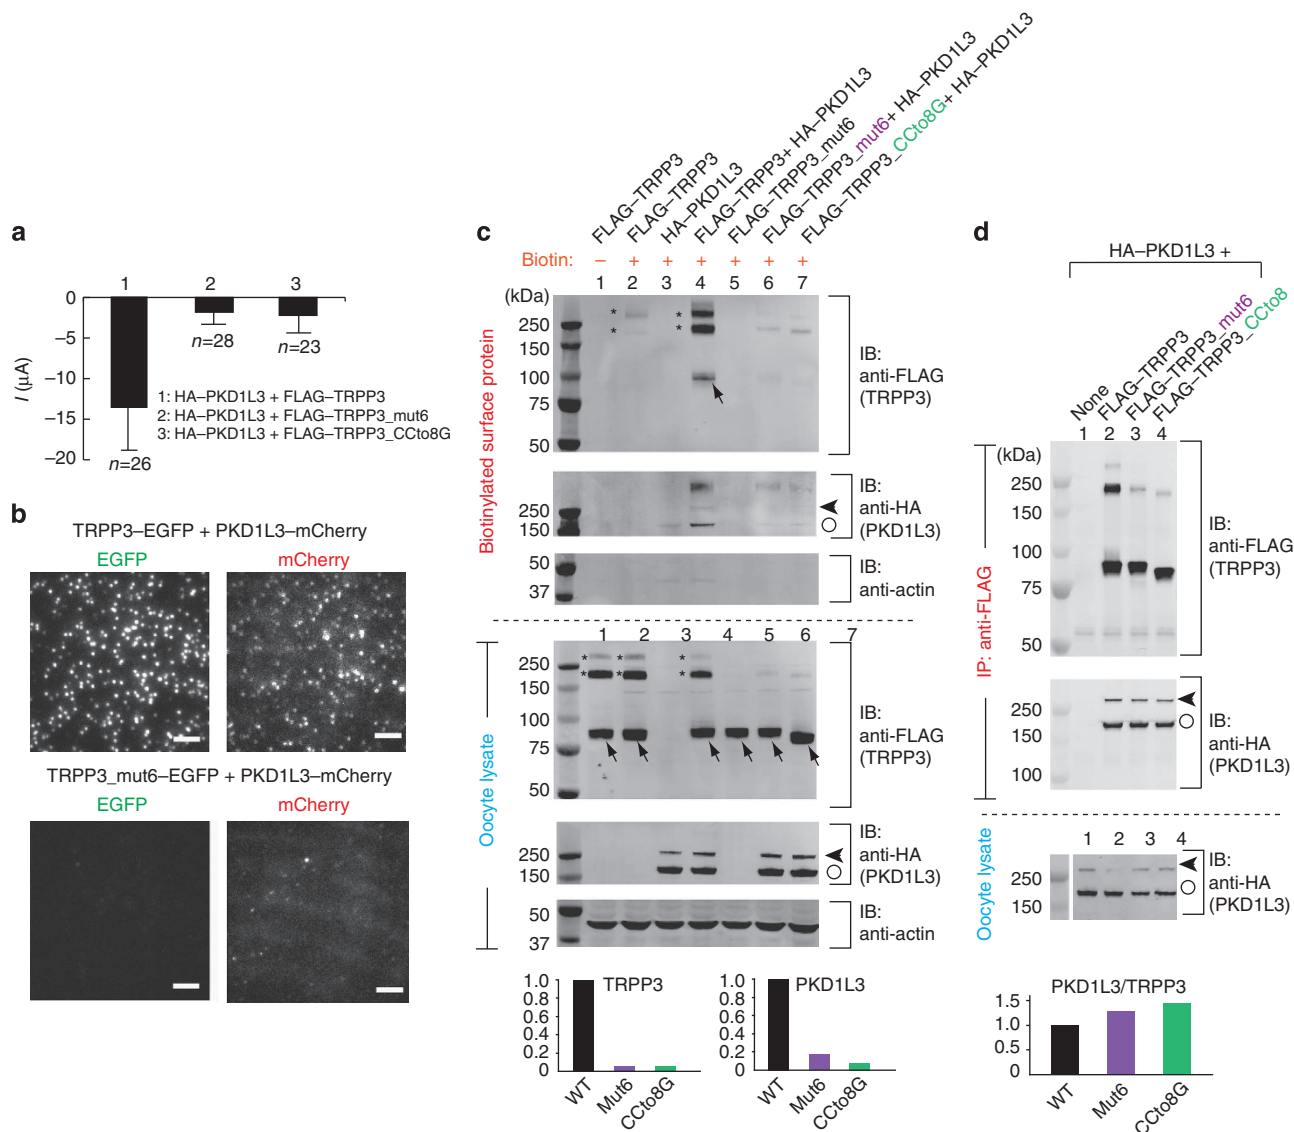 a
1
2
3
0
−5
−10
−15
−20
I (μA)
n=26
n=28
n=23
1: HA–PKD1L3 + FLAG–TRPP3
2: HA–PKD1L3 + FLAG–TRPP3_mut6
3: HA–PKD1L3 + FLAG–TRPP3_CCto8G
b
TRPP3–EGFP + PKD1L3–mCherry
EGFP
mCherry
TRPP3_mut6–EGFP + PKD1L3–mCherry
EGFP
mCherry
c
FLAG–TRPP3
FLAG–TRPP3
HA–PKD1L3
FLAG–TRPP3+ HA–PKD1L3
FLAG–TRPP3_mut6
FLAG–TRPP3_mut6+ HA–PKD1L3
FLAG–TRPP3_CCto8G+ HA–PKD1L3
Biotin: – + + + + + +
1 2 3 4 5 6 7
(kDa)
250
150
100
75
50
* * * *
IB:
anti-FLAG
(TRPP3)
250
150
IB:
anti-HA
(PKD1L3)
50
37
IB:
anti-actin
Biotinylated surface protein
1 2 3 4 5 6 7
250
150
100
75
50
* * * * * *
IB:
anti-FLAG
(TRPP3)
250
150
IB:
anti-HA
(PKD1L3)
50
37
IB:
anti-actin
Oocyte lysate
TRPP3
1.0
0.8
0.6
0.4
0.2
0
WT
Mut6
CCto8G
PKD1L3
1.0
0.8
0.6
0.4
0.2
0
WT
Mut6
CCto8G
d
HA–PKD1L3 +
None
FLAG–TRPP3
FLAG–TRPP3_mut6
FLAG–TRPP3_CCto8
1 2 3 4
(kDa)
250
150
100
75
50
IB:
anti-FLAG
(TRPP3)
250
150
100
IB:
anti-HA
(PKD1L3)
IP: anti-FLAG
1 2 3 4
250
150
IB:
anti-HA
(PKD1L3)
Oocyte lysate
PKD1L3/TRPP3
1.5
1.0
0.5
0
WT
Mut6
CCto8G